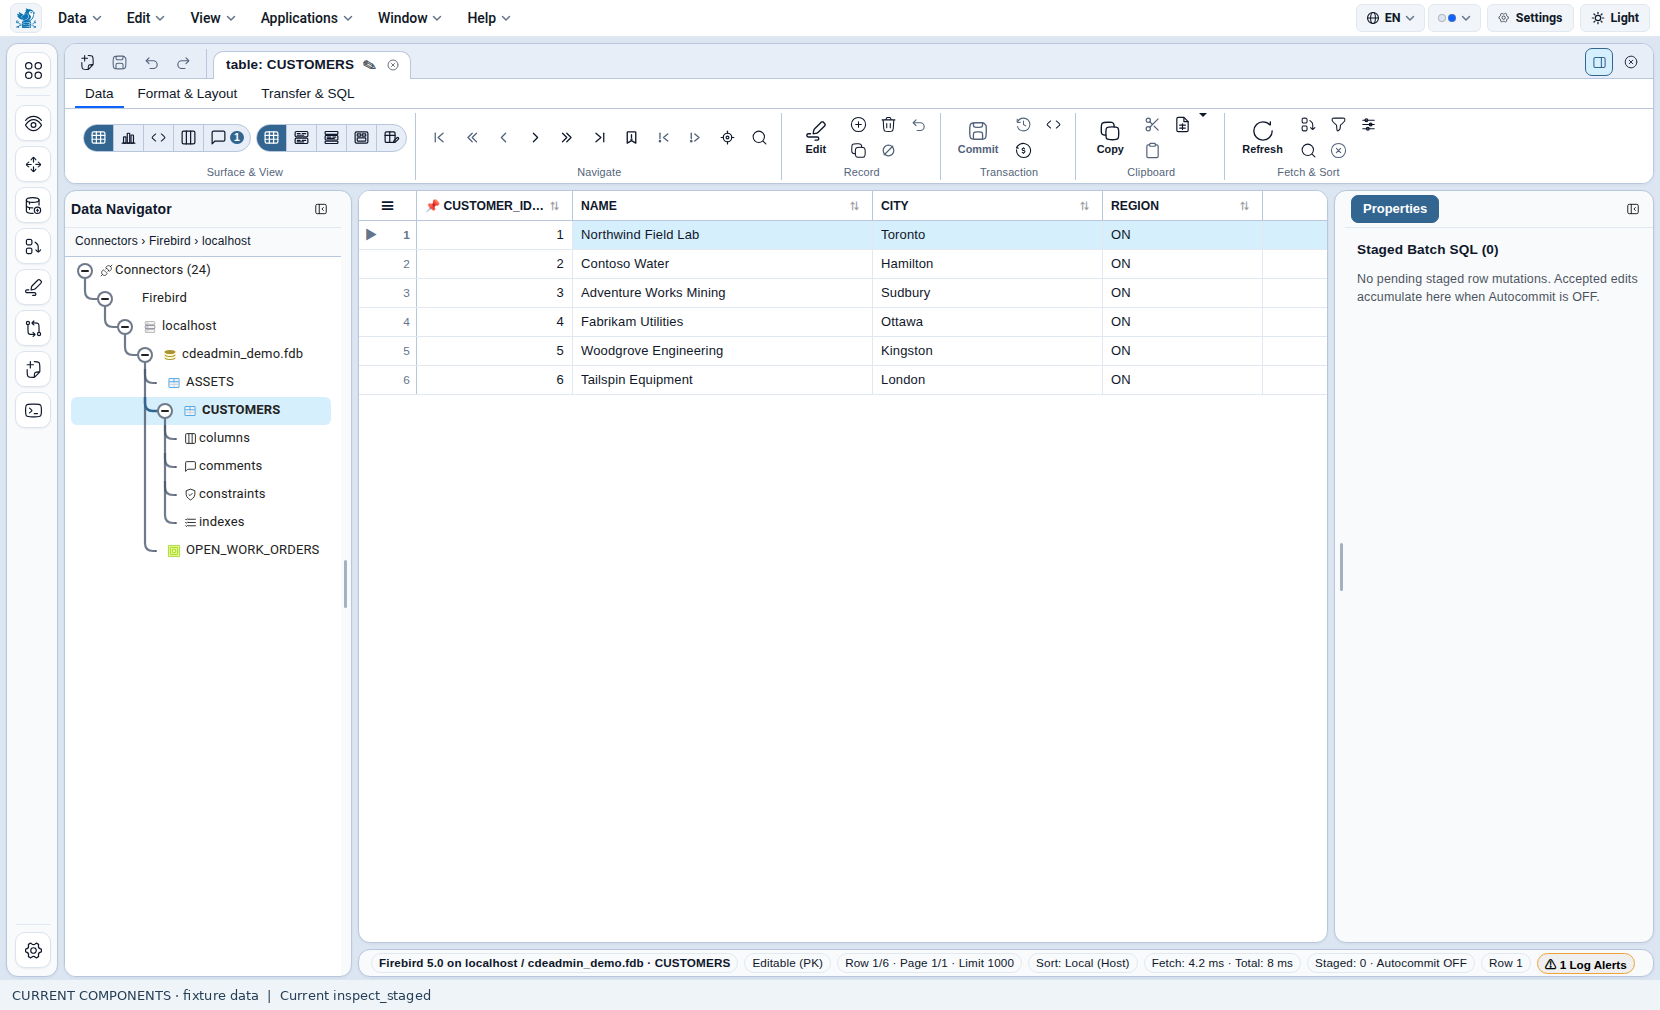 Data Edit View Applications Window Help EN Settings Light
table: CUSTOMERS
Data Format & Layout Transfer & SQL
1
Edit Commit Copy Refresh
Surface & View Navigate Record Transaction Clipboard Fetch & Sort
Data Navigator
Connectors › Firebird › localhost
Connectors (24)
Firebird
localhost
cdeadmin_demo.fdb
ASSETS
CUSTOMERS
columns
comments
constraints
indexes
OPEN_WORK_ORDERS
CUSTOMER_ID... NAME CITY REGION
1 1 Northwind Field Lab Toronto ON
2 2 Contoso Water Hamilton ON
3 3 Adventure Works Mining Sudbury ON
4 4 Fabrikam Utilities Ottawa ON
5 5 Woodgrove Engineering Kingston ON
6 6 Tailspin Equipment London ON
Properties
Staged Batch SQL (0)
No pending staged row mutations. Accepted edits
accumulate here when Autocommit is OFF.
Firebird 5.0 on localhost / cdeadmin_demo.fdb · CUSTOMERS Editable (PK) Row 1/6 · Page 1/1 · Limit 1000 Sort: Local (Host) Fetch: 4.2 ms · Total: 8 ms Staged: 0 · Autocommit OFF Row 1 1 Log Alerts
CURRENT COMPONENTS · fixture data | Current inspect_staged